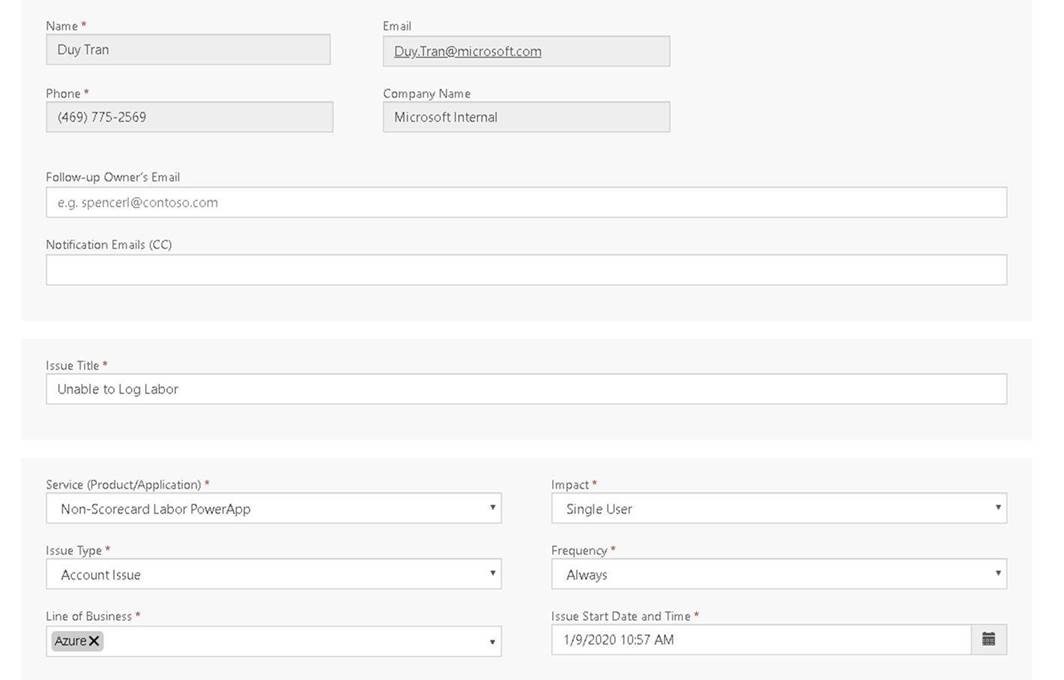 Name *
Email
Duy Tran
Duy.Tran@microsoft.com
Phone *
Company Name
(469) 775-2569
Microsoft Internal
Follow-up Owner's Email
e.g. spencerl@contoso.com
Notification Emails (CC)
Issue Title *
Unable to Log Labor
Service (Product/Application) *
Impact *
Non-Scorecard Labor PowerApp
Single User
Issue Type *
Frequency *
Account Issue
Always
Line of Business *
Issue Start Date and Time *
Azure
1/9/2020 10:57 AM